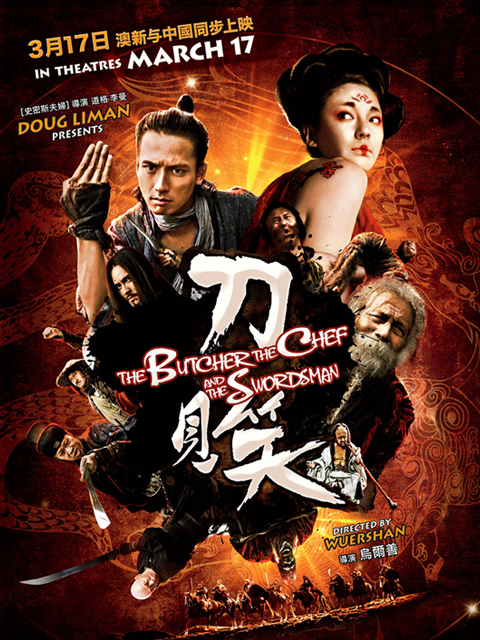 3月17日 澳新与中國同步上映
IN THEATRES MARCH 17
[史密斯夫婦] 導演 道格·李曼
DOUG LIMAN
PRESENTS
刀
THE BUTCHER THE CHEF
AND THE SWORDSMAN
見笑
DIRECTED BY
WUERSHAN
導演 烏爾善